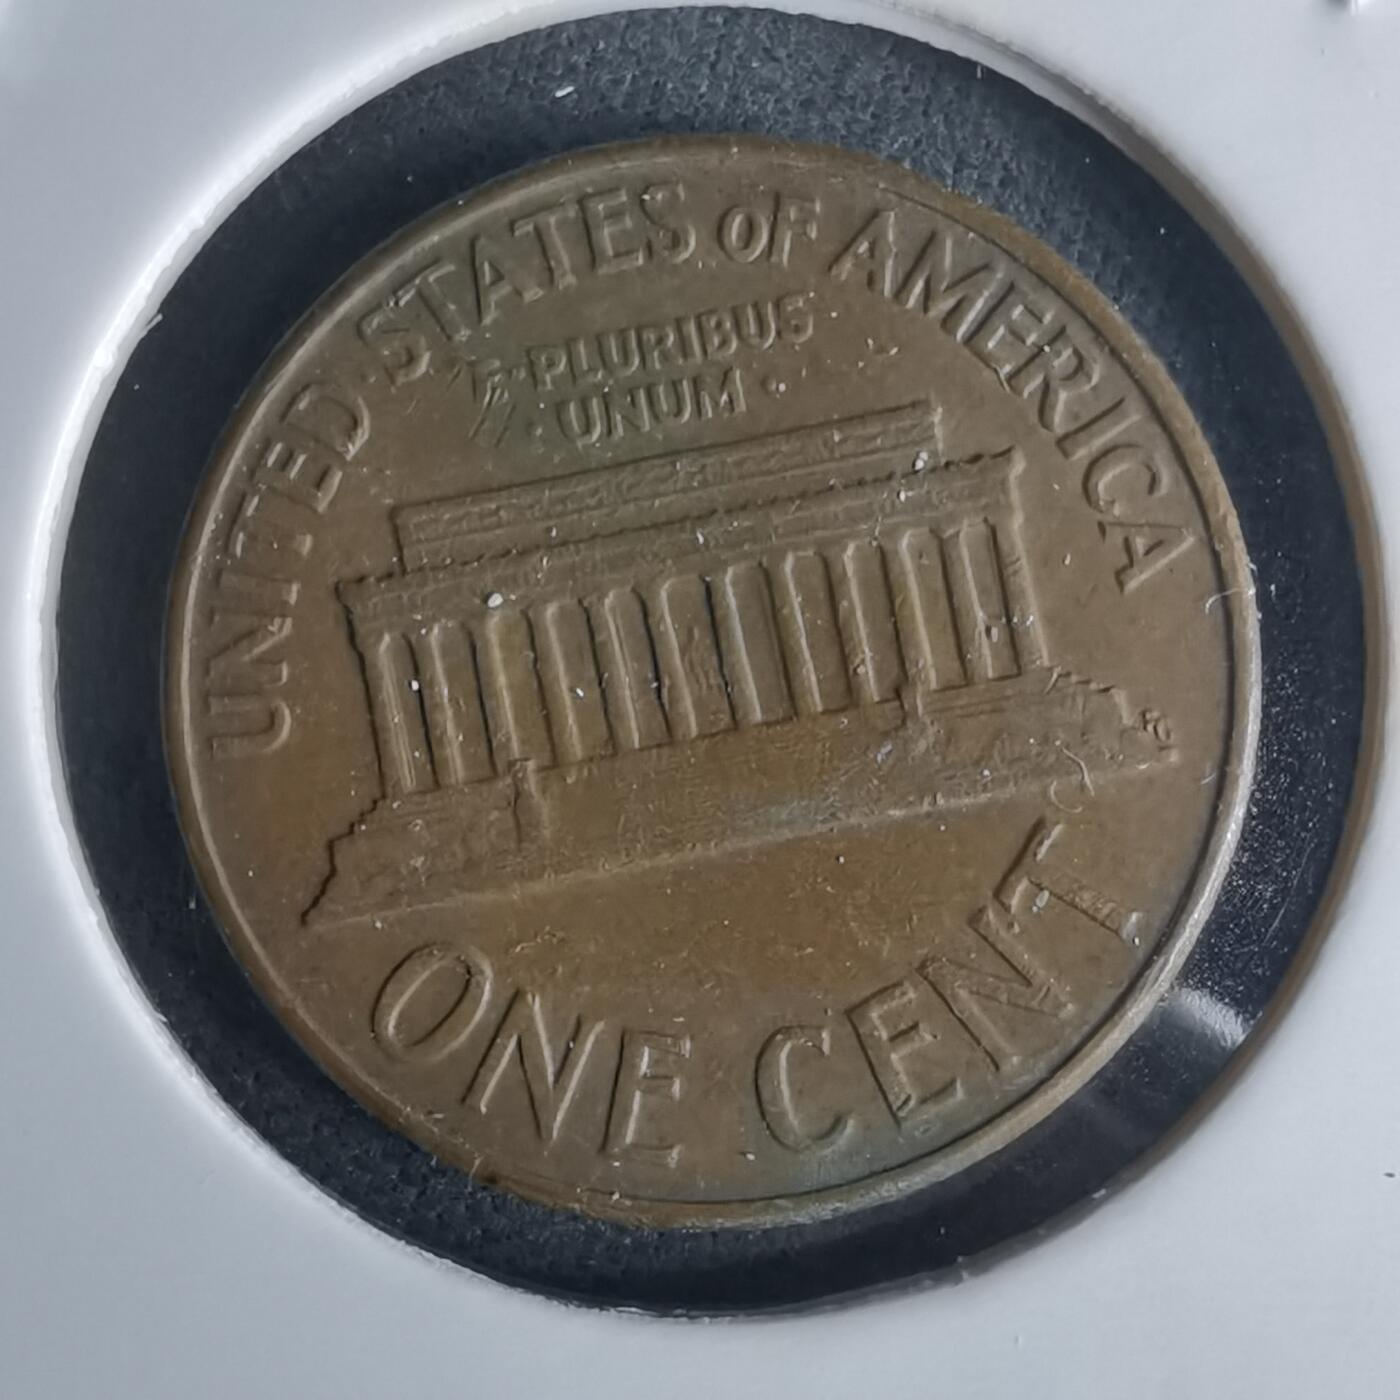 UNITED STATES OF AMERICA
E·PLURIBUS
·UNUM·
ONE CENT